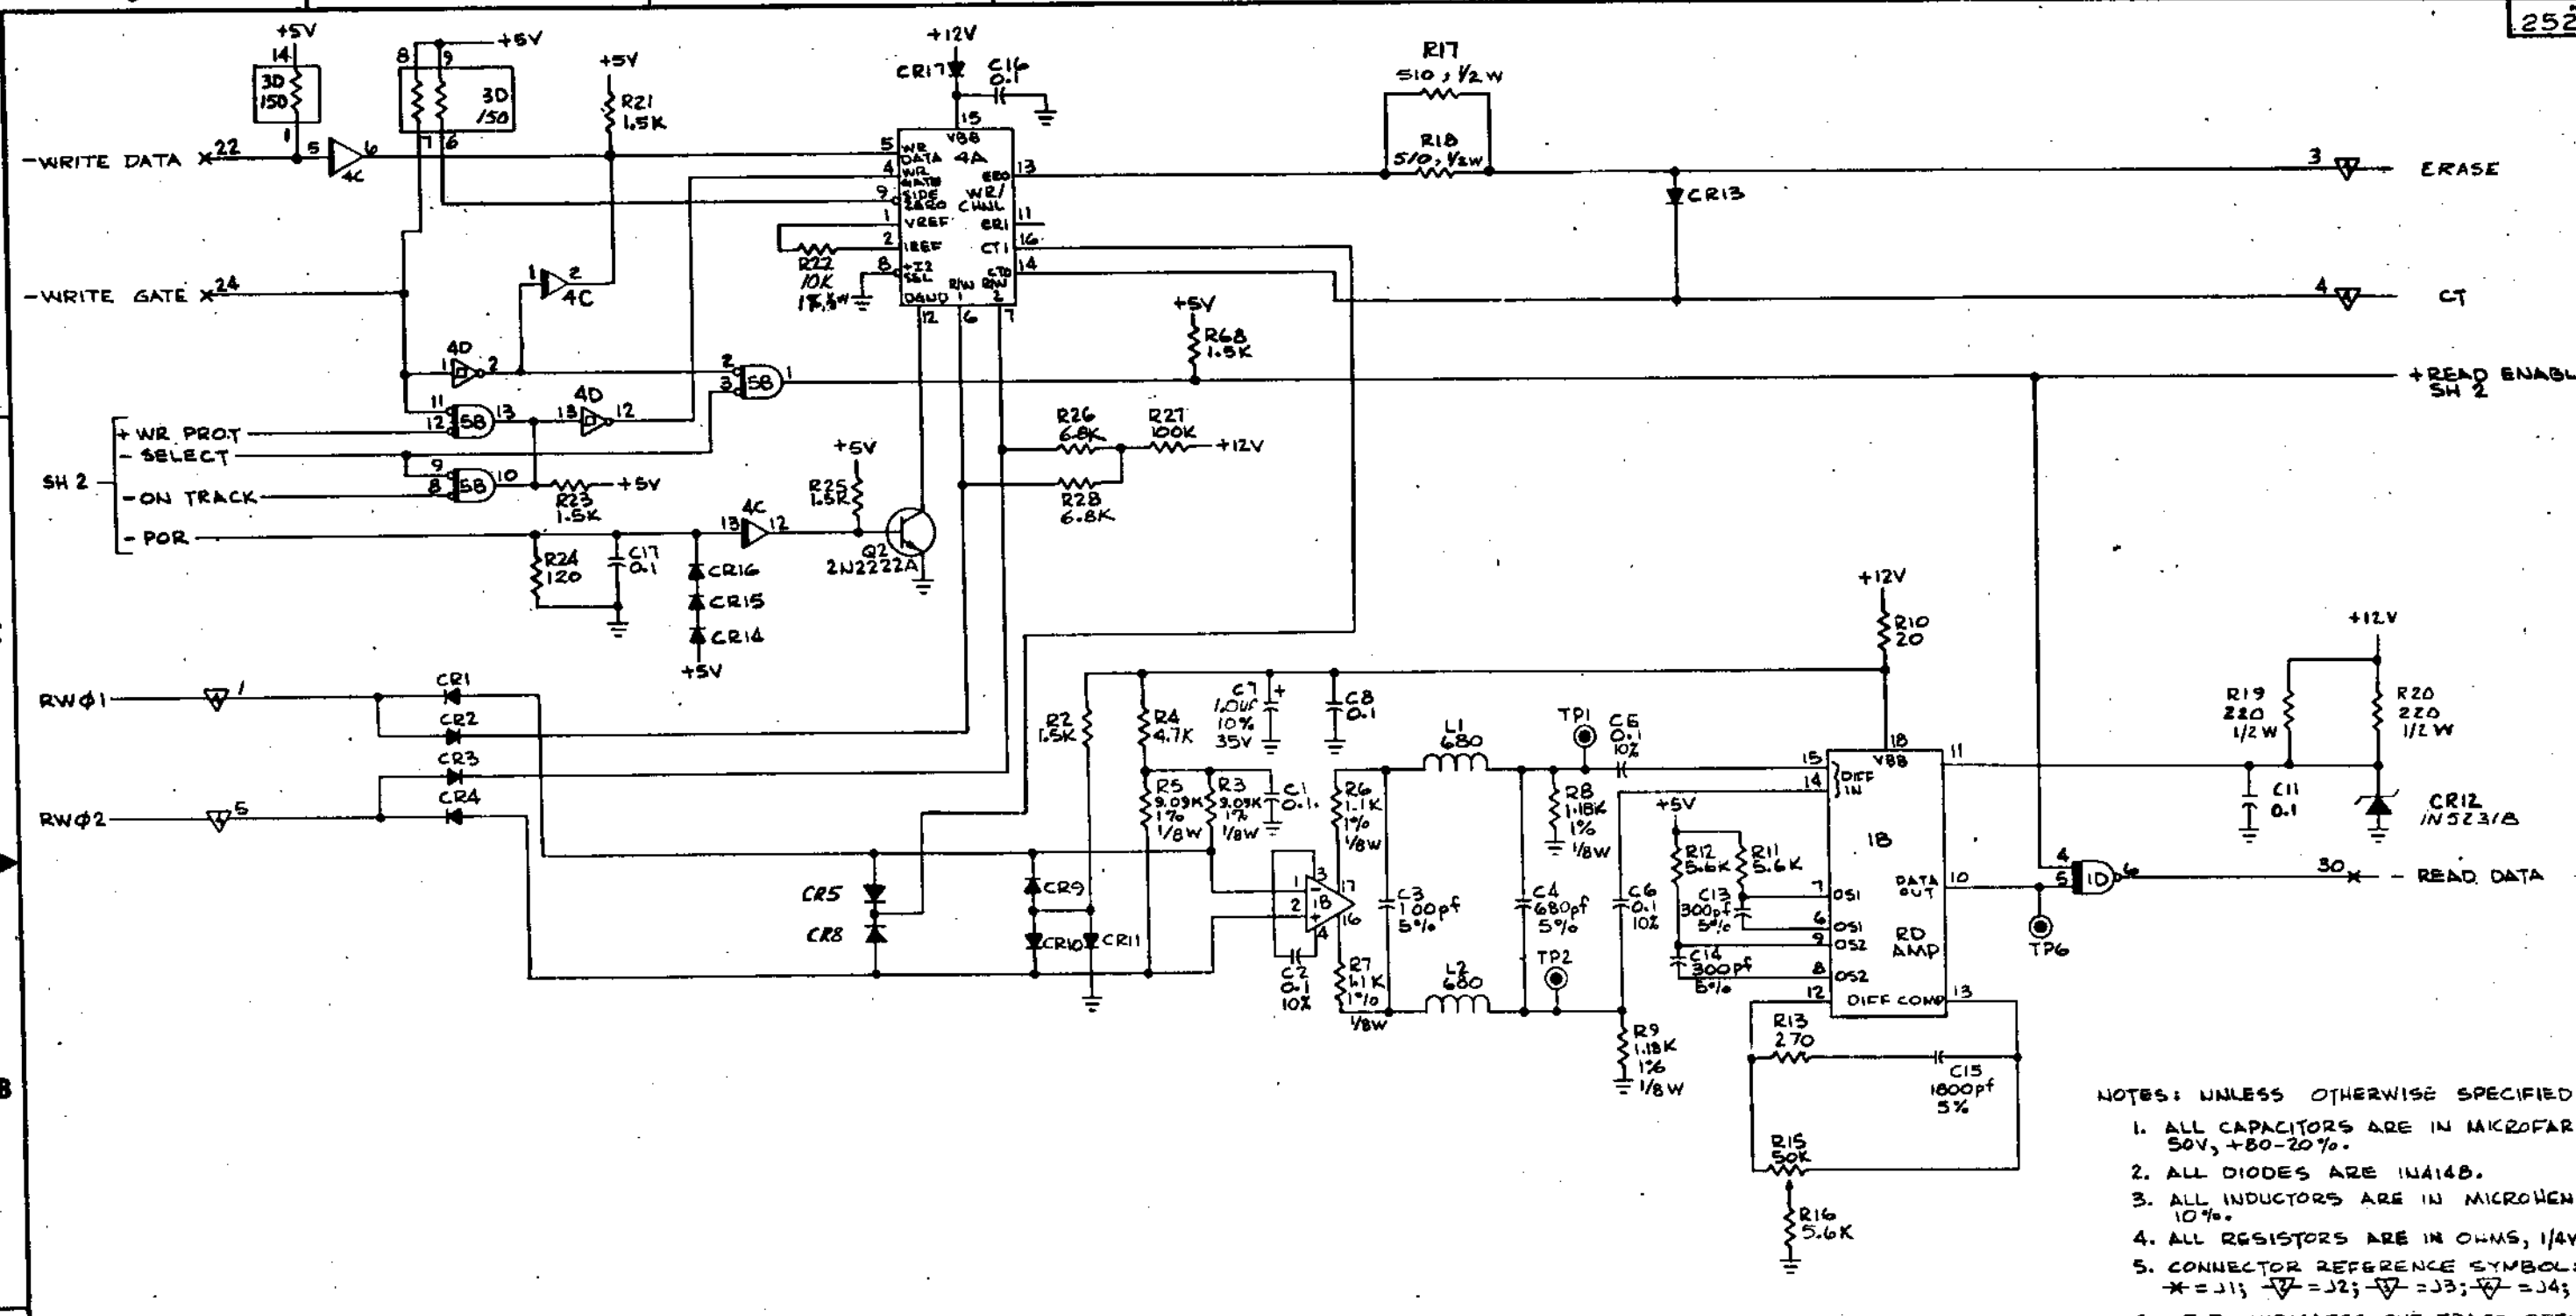 252
+5V
14
3D
150
1
8
9
+5V
3D
150
7
6
+5V
R21
1.5K
+12V
CR17
C16
0.1
15
VBB
4A
WR/
CHNL
5
WR
DATA
4
WR
GATE
9
SIDE
ZERO
1
VREF
2
IREF
8
+I2
SEL
DGND
R/W
1
R/W
2
12
6
7
13
11
CT1
16
CT0
14
R22
10K
R17
510, 1/2W
R18
510, 1/2W
CR13
3
ERASE
4
CT
-WRITE DATA
22
5
6
4C
-WRITE GATE
24
1
2
4C
4D
1
2
2
3
5B
1
+5V
R68
1.5K
+READ ENABL
SH 2
11
12
5B
13
4D
13
12
SH 2
+ WR PROT
- SELECT
- ON TRACK
- POR
9
8
5B
10
R23
1.5K
+5V
R26
6.8K
R27
100K
+12V
R28
6.8K
R24
120
C17
0.1
CR16
CR15
CR14
+5V
13
4C
12
+5V
R25
1.5K
Q2
2N2222A
RWφ1
1
CR1
CR2
CR3
CR4
RWφ2
5
CR5
CR8
CR9
CR10
CR11
R2
1.5K
R4
4.7K
R5
9.09K
1%
1/8W
R3
9.09K
1%
1/8W
C7
1.0UF
10%
35V
+
C8
0.1
C1
0.1
1
2
3
4
1B
17
16
-
+
C2
0.1
10%
R6
1.1K
1%
1/8W
R7
1.1K
1%
1/8W
C3
100pf
5%
L1
680
L2
680
C4
680pf
5%
TP1
TP2
0.1
10%
R8
1.18K
1%
1/8W
C6
0.1
10%
R9
1.18K
1%
1/8W
+12V
R10
20
18
VBB
15
14
DIFF
IN
1B
+5V
R12
5.6K
R11
5.6K
C13
300pf
5%
C14
300pf
5%
7
OS1
6
OS1
9
OS2
8
OS2
RD
AMP
DATA
OUT
10
11
12
DIFF COMP
13
R13
270
C15
1800pf
5%
R15
50K
R16
5.6K
+12V
R19
220
1/2W
R20
220
1/2W
C11
0.1
CR12
1N5231B
4
5
1D
6
TP6
30
- READ DATA
B
NOTES: UNLESS OTHERWISE SPECIFIED
1. ALL CAPACITORS ARE IN MICROFAR
50V, +80-20%.
2. ALL DIODES ARE 1N4148.
3. ALL INDUCTORS ARE IN MICROHEN
10%.
4. ALL RESISTORS ARE IN OHMS, 1/4W
5. CONNECTOR REFERENCE SYMBOL:
=J1; =J2; =J3; =J4;